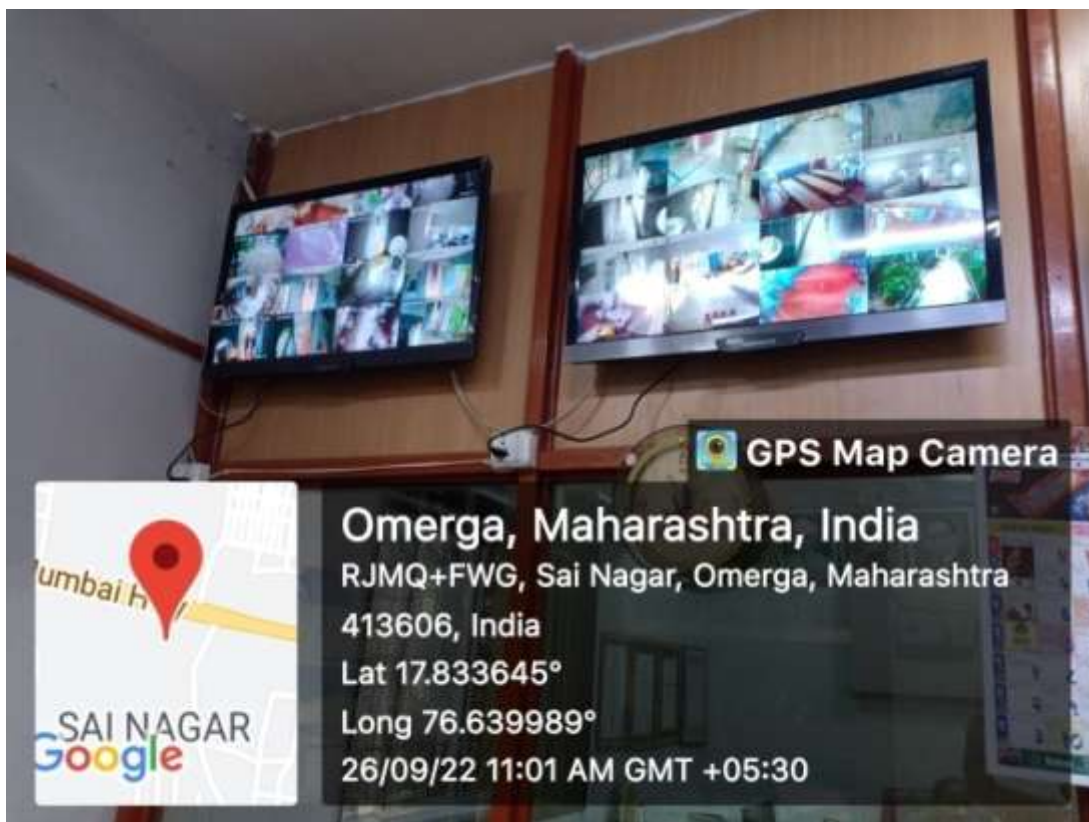 GPS Map Camera
Omerga, Maharashtra, India
RJMQ+FWG, Sai Nagar, Omerga, Maharashtra
413606, India
Lat 17.833645°
Long 76.639989°
26/09/22 11:01 AM GMT +05:30
SAI NAGAR
Google